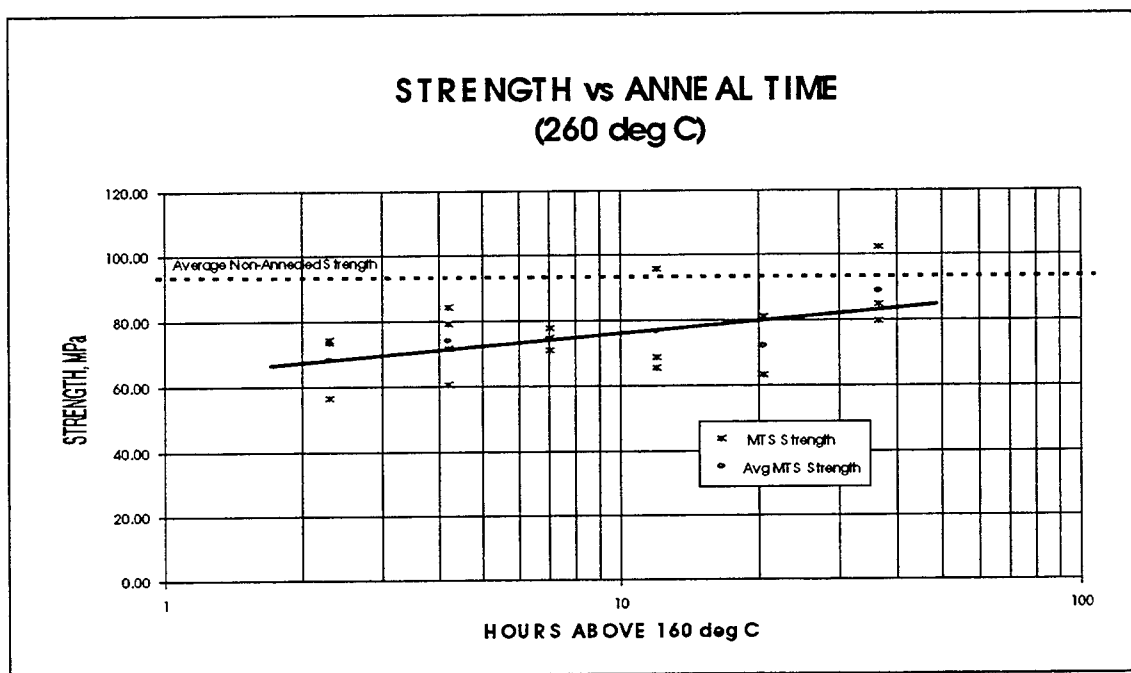 STRENGTH vs ANNEAL TIME
(260 deg C)
120.00
100.00
80.00
60.00
40.00
20.00
0.00
STRENGTH, MPa
Average Non-Annealed Strength
MTS Strength
Avg MTS Strength
1
10
100
HOURS ABOVE 160 deg C